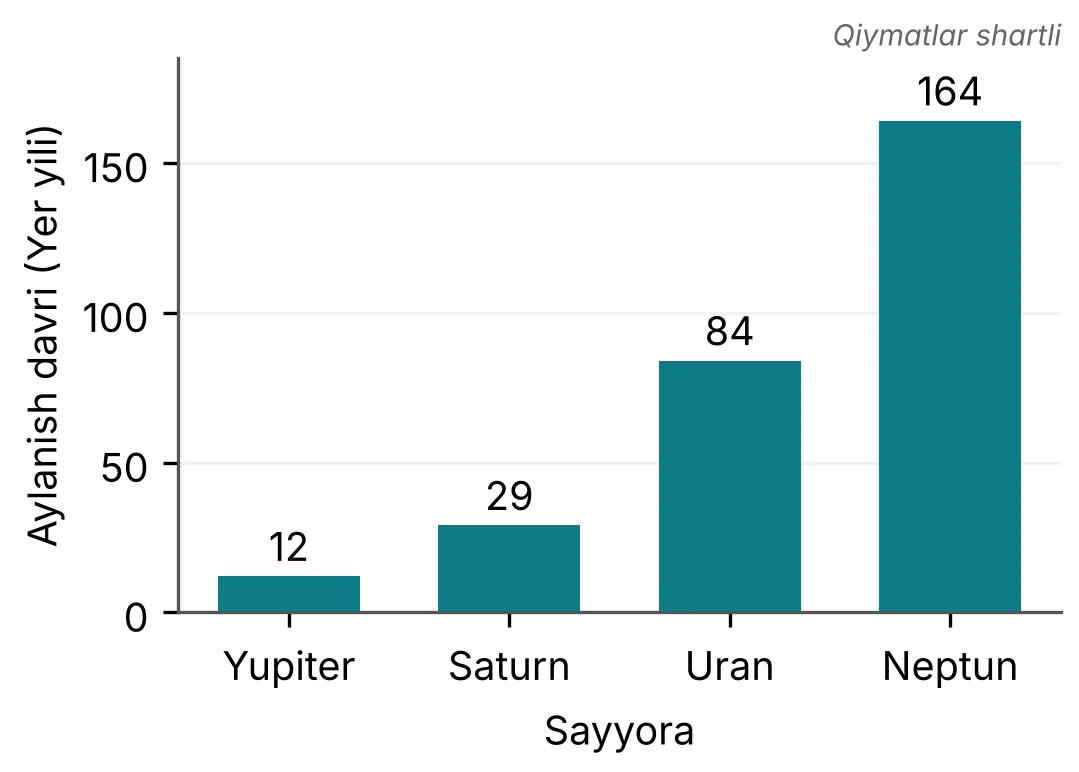 Qiymatlar shartli
Aylanish davri (Yer yili)
150
100
50
0
12
29
84
164
Yupiter
Saturn
Uran
Neptun
Sayyora